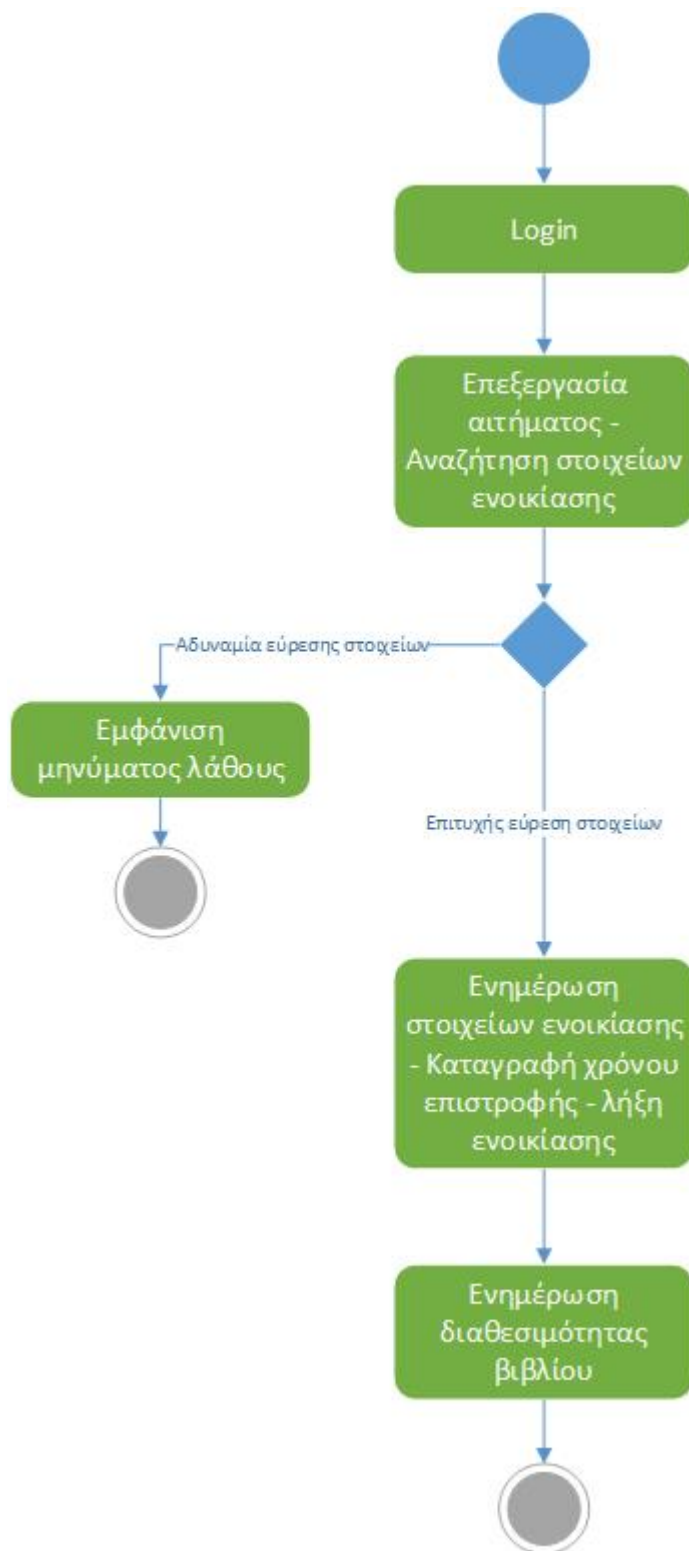 Login
Επεξεργασία
αιτήματος -
Αναζήτηση στοιχείων
ενοικίασης
Αδυναμία εύρεσης στοιχείων
Εμφάνιση
μηνύματος λάθους
Επιτυχής εύρεση στοιχείων
Ενημέρωση
στοιχείων ενοικίασης
- Καταγραφή χρόνου
επιστροφής - λήξη
ενοικίασης
Ενημέρωση
διαθεσιμότητας
βιβλίου